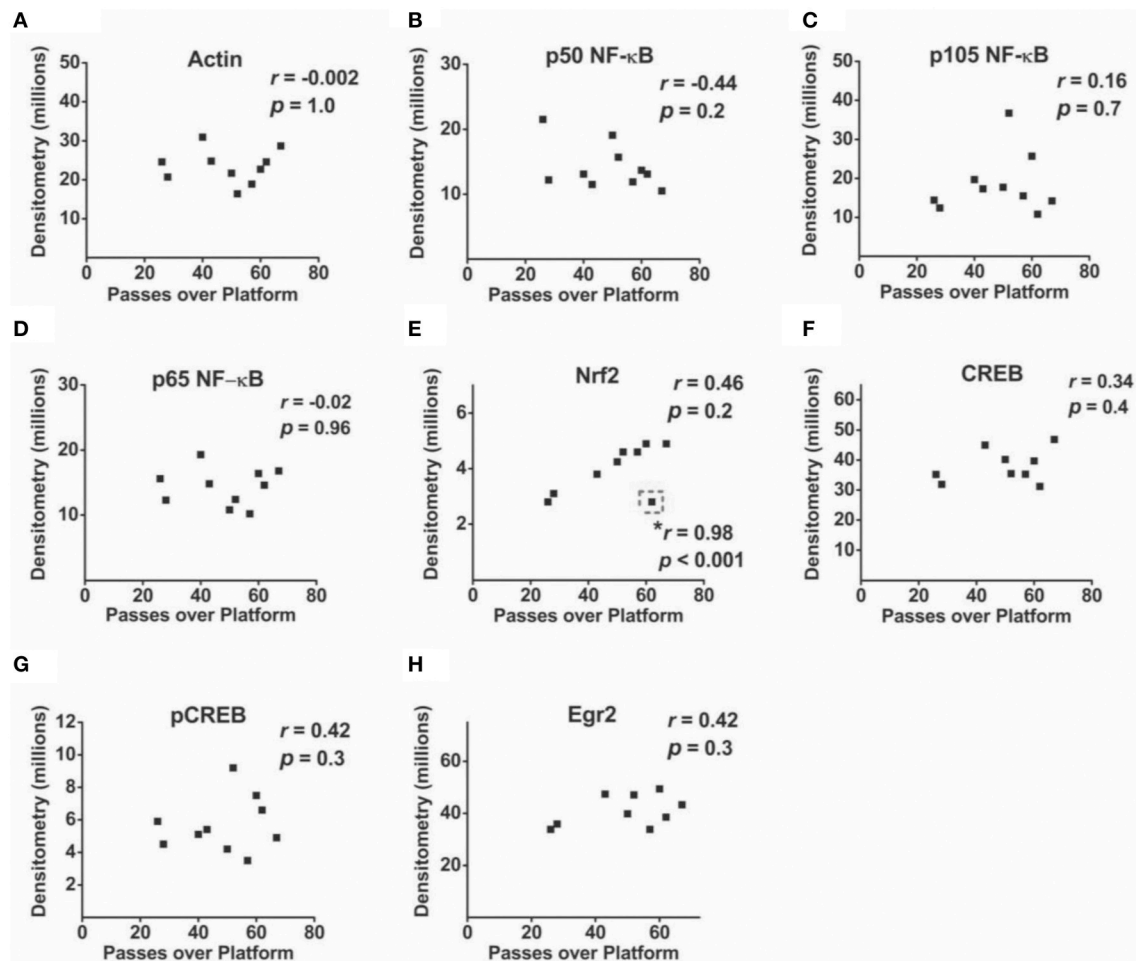 A
Actin
r = -0.002
p = 1.0
Densitometry (millions)
50
40
30
20
10
0
20
40
60
80
Passes over Platform
B
p50 NF-κB
r = -0.44
p = 0.2
Densitometry (millions)
30
20
10
0
20
40
60
80
Passes over Platform
C
p105 NF-κB
r = 0.16
p = 0.7
Densitometry (millions)
50
40
30
20
10
0
20
40
60
80
Passes over Platform
D
p65 NF–κB
r = -0.02
p = 0.96
Densitometry (millions)
30
20
10
0
20
40
60
80
Passes over Platform
E
Nrf2
r = 0.46
p = 0.2
Densitometry (millions)
6
4
2
*r = 0.98
p < 0.001
0
20
40
60
80
Passes over Platform
F
CREB
r = 0.34
p = 0.4
Densitometry (millions)
60
50
40
30
20
10
0
20
40
60
80
Passes over Platform
G
pCREB
r = 0.42
p = 0.3
Densitometry (millions)
12
10
8
6
4
2
0
20
40
60
80
Passes over Platform
H
Egr2
r = 0.42
p = 0.3
Densitometry (millions)
60
40
20
0
20
40
60
Passes over Platform